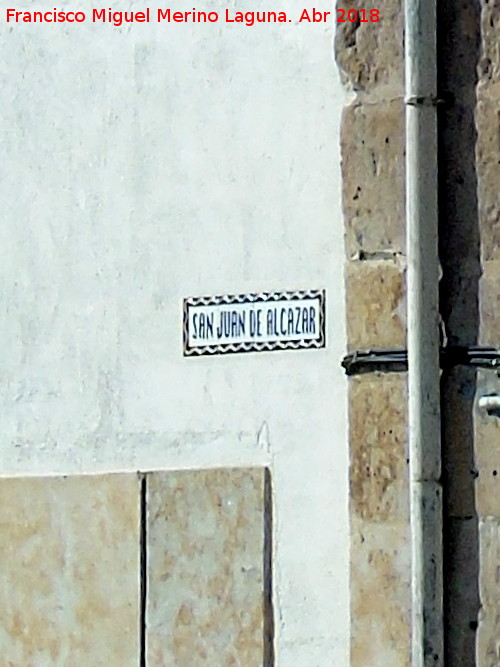 Francisco Miguel Merino Laguna. Abr 2018
SAN JUAN DE ALCAZAR